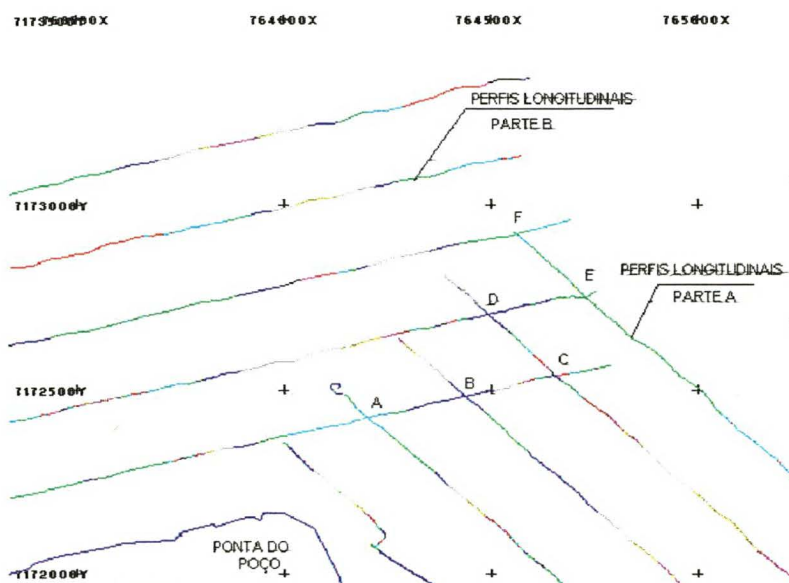 764000X
764500X
765000X
PERFIS LONGITUDINAIS
PARTE B
7173000Y
F
E
PERFIS LONGITUDINAIS
PARTE A
D
C
7172500Y
B
A
PONTA DO
POÇO
7172000Y